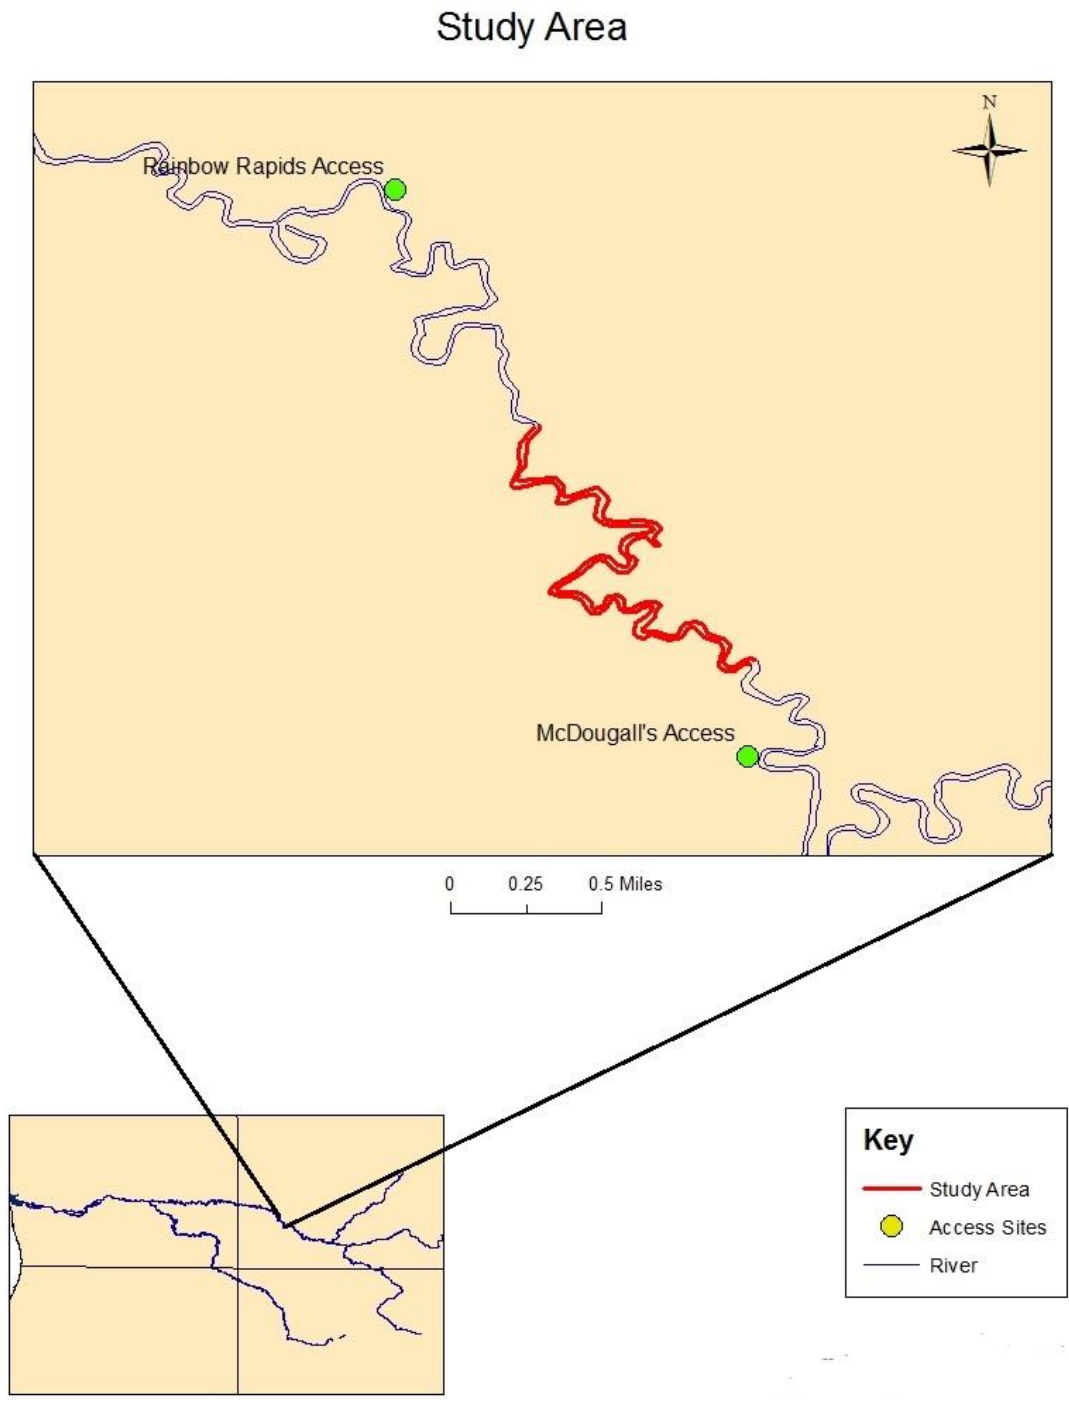 Study Area
N
Rainbow Rapids Access
McDougall's Access
0 0.25 0.5 Miles
Key
Study Area
Access Sites
River